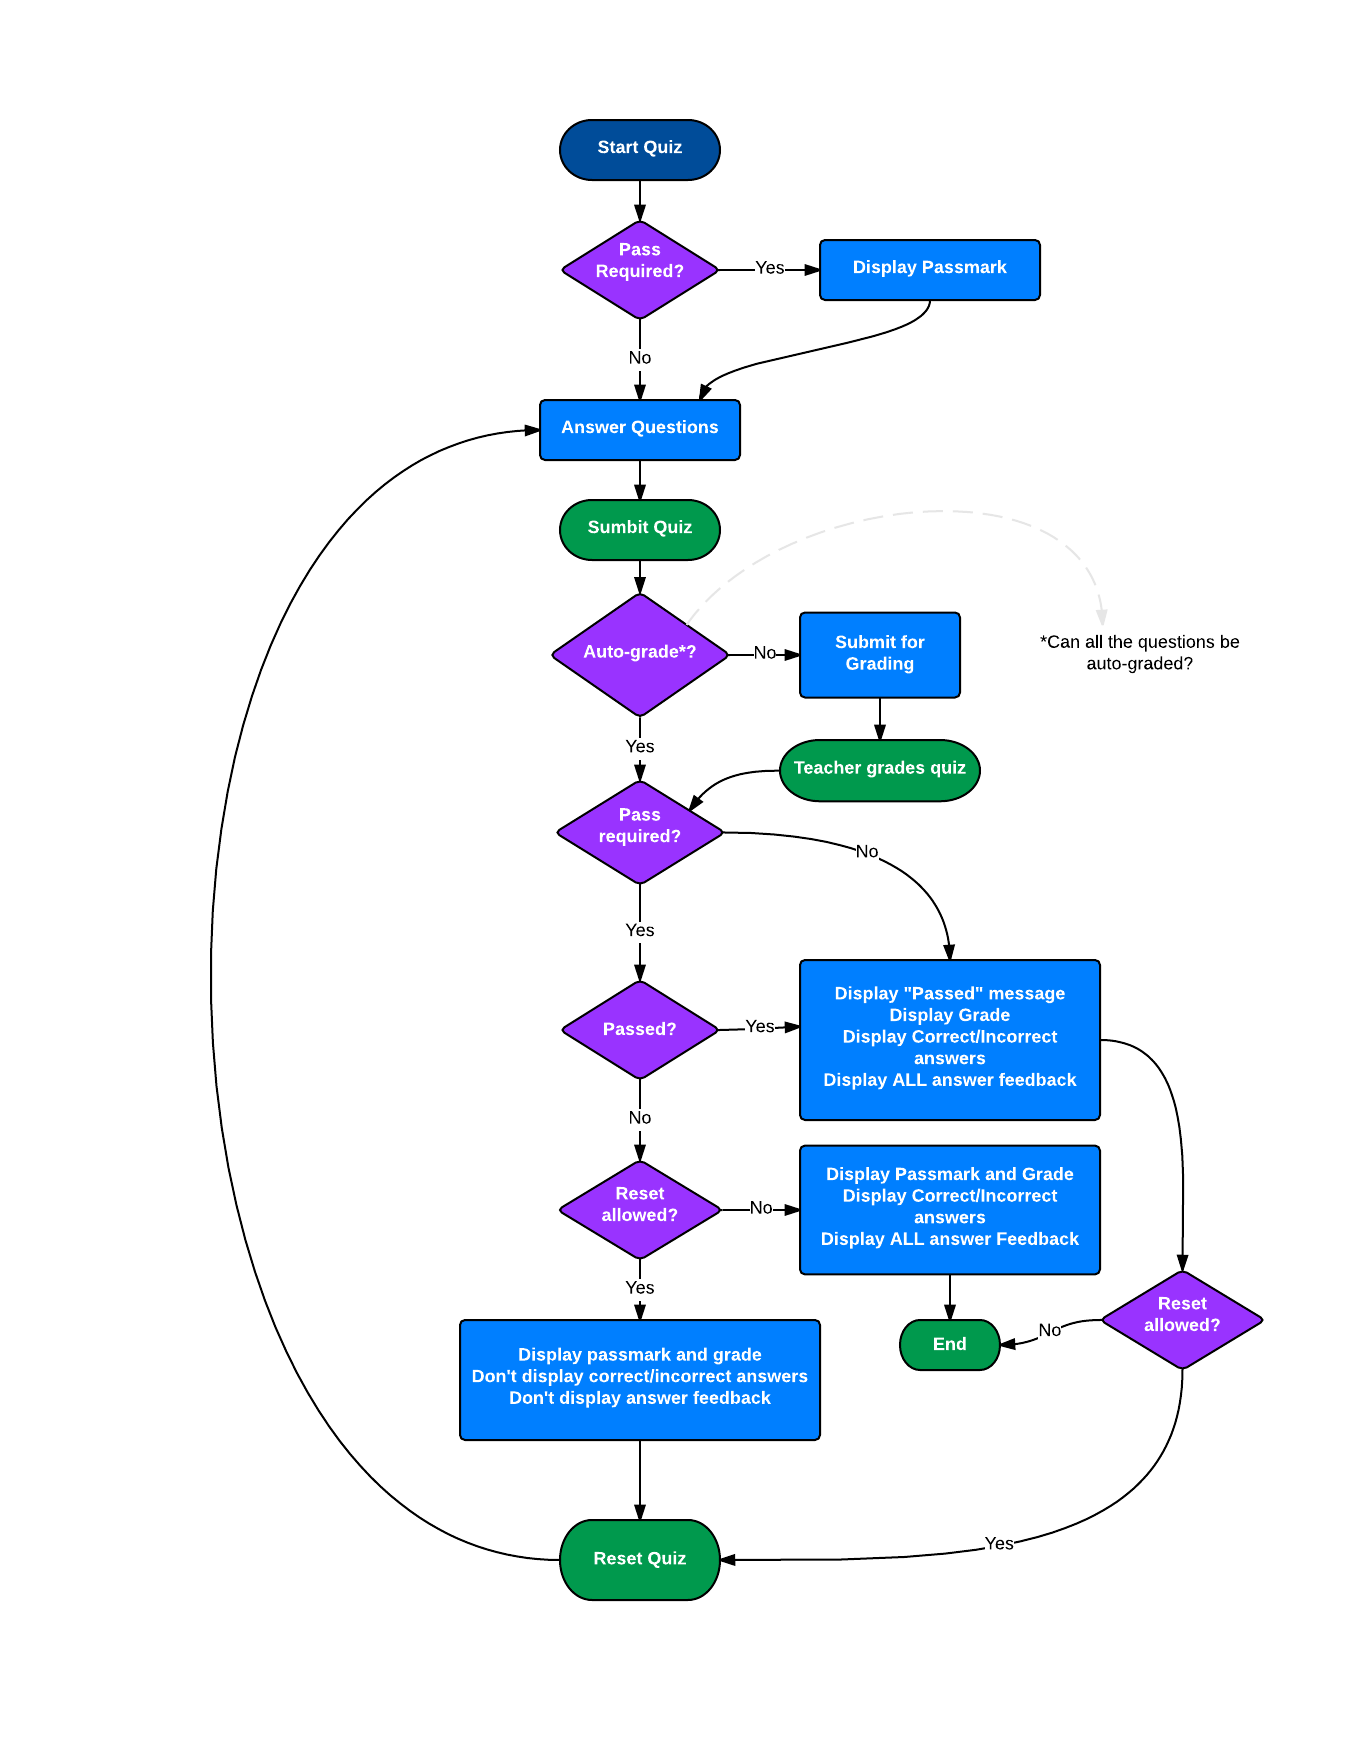 Start Quiz
Pass
Required?
Yes
Display Passmark
No
Answer Questions
Sumbit Quiz
Auto-grade*?
No
Submit for
Grading
*Can all the questions be
auto-graded?
Yes
Teacher grades quiz
Pass
required?
No
Yes
Passed?
Yes
Display "Passed" message
Display Grade
Display Correct/Incorrect
answers
Display ALL answer feedback
No
Reset
allowed?
No
Display Passmark and Grade
Display Correct/Incorrect
answers
Display ALL answer Feedback
Yes
Reset
allowed?
No
End
Display passmark and grade
Don't display correct/incorrect answers
Don't display answer feedback
Yes
Reset Quiz